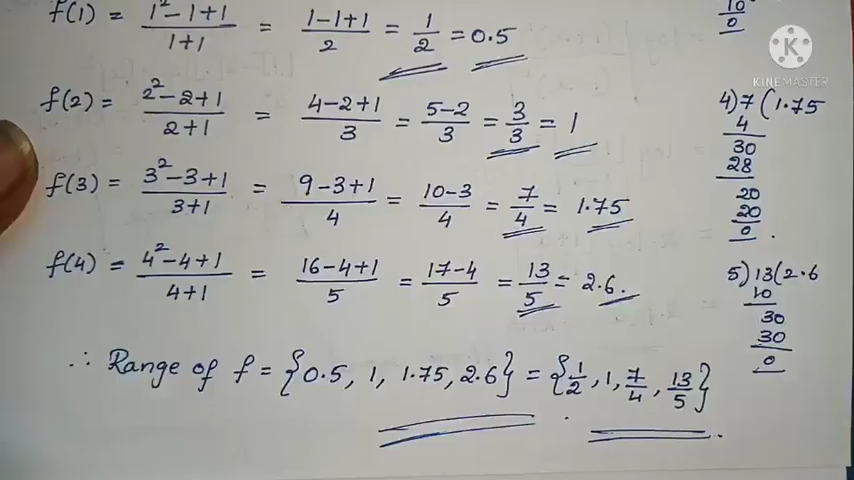 f(1) = (1²-1+1)/(1+1) = (1-1+1)/2 = 1/2 = 0.5
f(2) = (2²-2+1)/(2+1) = (4-2+1)/3 = (5-2)/3 = 3/3 = 1
f(3) = (3²-3+1)/(3+1) = (9-3+1)/4 = (10-3)/4 = 7/4 = 1.75
f(4) = (4²-4+1)/(4+1) = (16-4+1)/5 = (17-4)/5 = 13/5 = 2.6.
∴ Range of f = {0.5, 1, 1.75, 2.6} = {1/2, 1, 7/4, 13/5}
10
0
K
KINEMASTER
4)7(1.75
4
30
28
20
20
0.
5)13(2.6
10
30
30
0